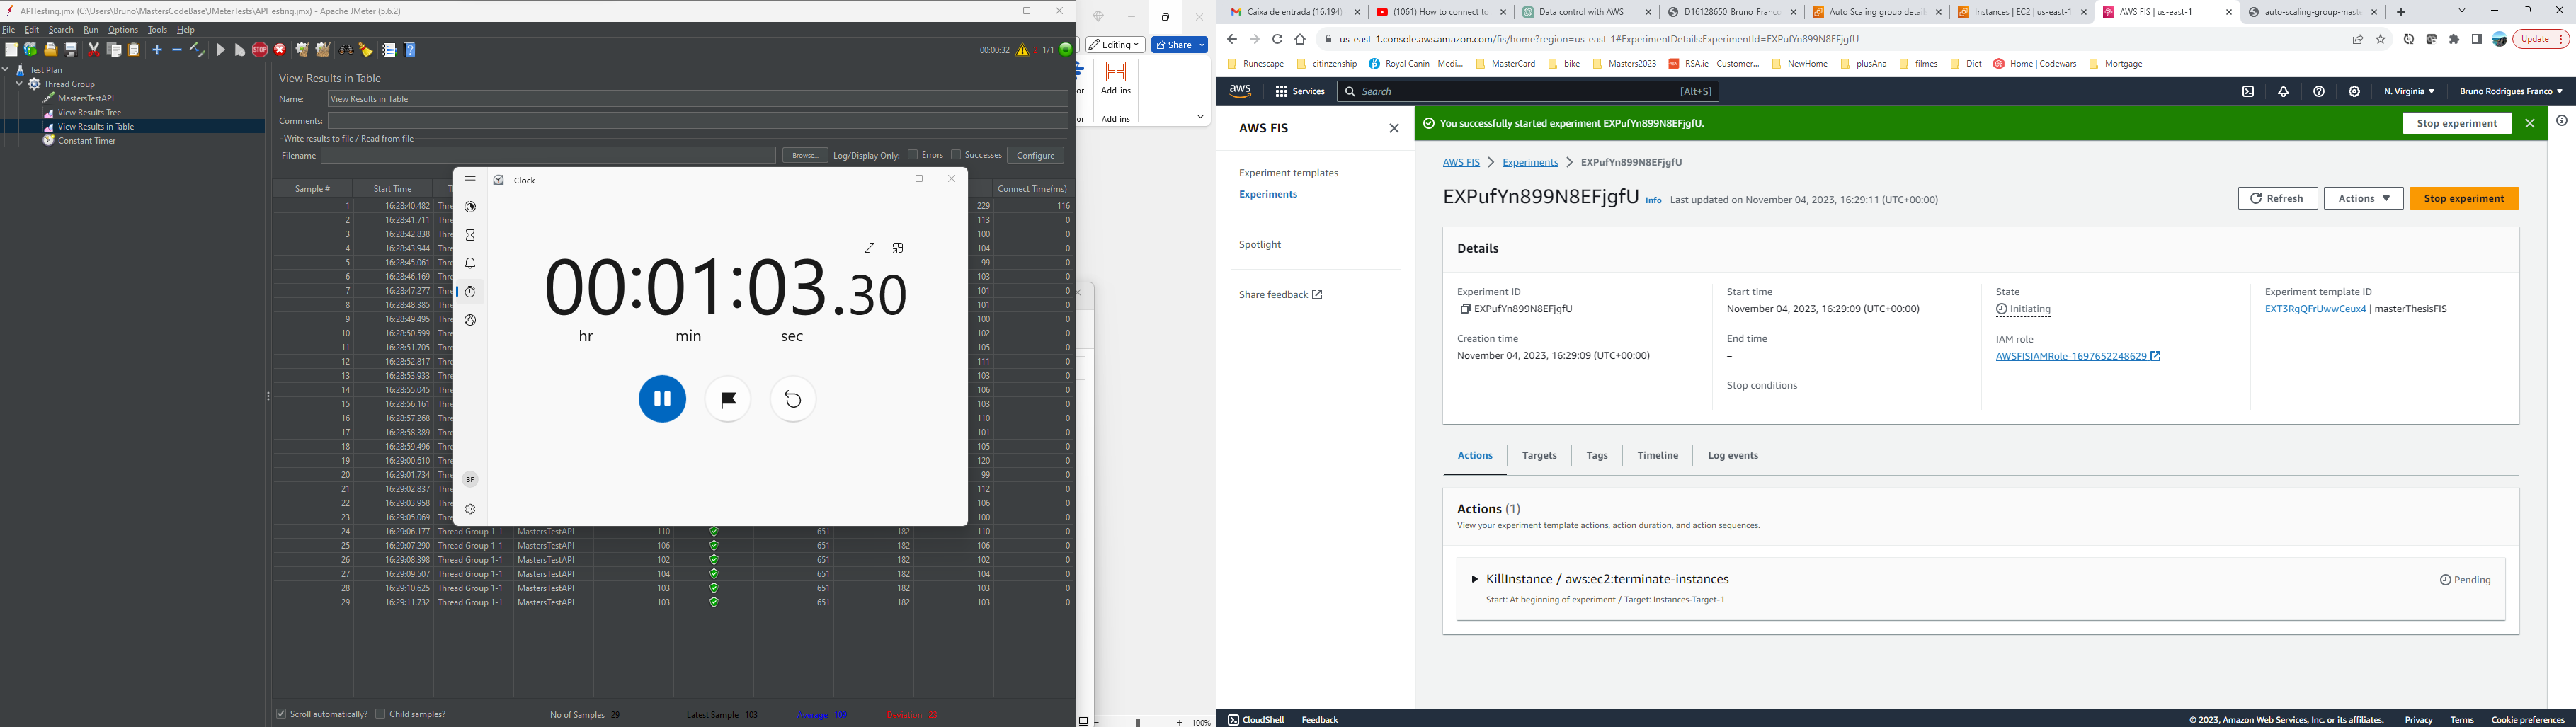 APITesting.jmx (C:\Users\Bruno\MastersCodeBase\JMeterTests\APITesting.jmx) - Apache JMeter (5.6.2)
File Edit Search Run Options Tools Help
00:00:32 2 1/1
Test Plan
Thread Group
MastersTestAPI
View Results Tree
View Results in Table
Constant Timer
View Results in Table
Name: View Results in Table
Comments:
Write results to file / Read from file
Filename Browse... Log/Display Only: Errors Successes Configure
Sample # Start Time Connect Time(ms)
1 16:28:40.482 Thre 229 116
2 16:28:41.711 Thre 113 0
3 16:28:42.838 Thre 100 0
4 16:28:43.944 Thre 104 0
5 16:28:45.061 Thre 99 0
6 16:28:46.169 Thre 103 0
7 16:28:47.277 Thre 101 0
8 16:28:48.385 Thre 101 0
9 16:28:49.495 Thre 100 0
10 16:28:50.599 Thre 102 0
11 16:28:51.705 Thre 105 0
12 16:28:52.817 Thre 111 0
13 16:28:53.933 Thre 103 0
14 16:28:55.045 Thre 106 0
15 16:28:56.161 Thre 103 0
16 16:28:57.268 Thre 110 0
17 16:28:58.389 Thre 101 0
18 16:28:59.496 Thre 105 0
19 16:29:00.610 Thre 120 0
20 16:29:01.734 Thre 99 0
21 16:29:02.837 Thre 112 0
22 16:29:03.958 Thre 106 0
23 16:29:05.069 Thre 100 0
24 16:29:06.177 Thread Group 1-1 MastersTestAPI 110 651 182 110 0
25 16:29:07.290 Thread Group 1-1 MastersTestAPI 106 651 182 106 0
26 16:29:08.398 Thread Group 1-1 MastersTestAPI 102 651 182 102 0
27 16:29:09.507 Thread Group 1-1 MastersTestAPI 104 651 182 104 0
28 16:29:10.625 Thread Group 1-1 MastersTestAPI 103 651 182 103 0
29 16:29:11.732 Thread Group 1-1 MastersTestAPI 103 651 182 103 0
Scroll automatically? Child samples? No of Samples 29 Latest Sample 103 Average 109 Deviation 23
Clock
00:01:03.30
hr min sec
BF
Editing Share
or Add-ins
Add-ins
100%
Caixa de entrada (16.194) (1061) How to connect to Data control with AWS D16128650_Bruno_Franco Auto Scaling group detail Instances | EC2 | us-east-1 AWS FIS | us-east-1 auto-scaling-group-maste
us-east-1.console.aws.amazon.com/fis/home?region=us-east-1#ExperimentDetails:ExperimentId=EXPufYn899N8EFjgfU Update
Runescape citinzenship Royal Canin - Medi... MasterCard bike Masters2023 RSA.ie - Customer... NewHome plusAna filmes Diet Home | Codewars Mortgage
aws Services Search [Alt+S] N. Virginia Bruno Rodrigues Franco
AWS FIS
Experiment templates
Experiments
Spotlight
Share feedback
You successfully started experiment EXPufYn899N8EFjgfU. Stop experiment
AWS FIS Experiments EXPufYn899N8EFjgfU
EXPufYn899N8EFjgfU Info Last updated on November 04, 2023, 16:29:11 (UTC+00:00) Refresh Actions Stop experiment
Details
Experiment ID
EXPufYn899N8EFjgfU
Creation time
November 04, 2023, 16:29:09 (UTC+00:00)
Start time
November 04, 2023, 16:29:09 (UTC+00:00)
End time
–
Stop conditions
–
State
Initiating
IAM role
AWSFISIAMRole-1697652248629
Experiment template ID
EXT3RgQFrUwwCeux4 | masterThesisFIS
Actions Targets Tags Timeline Log events
Actions (1)
View your experiment template actions, action duration, and action sequences.
KillInstance / aws:ec2:terminate-instances Pending
Start: At beginning of experiment / Target: Instances-Target-1
CloudShell Feedback © 2023, Amazon Web Services, Inc. or its affiliates. Privacy Terms Cookie preferences